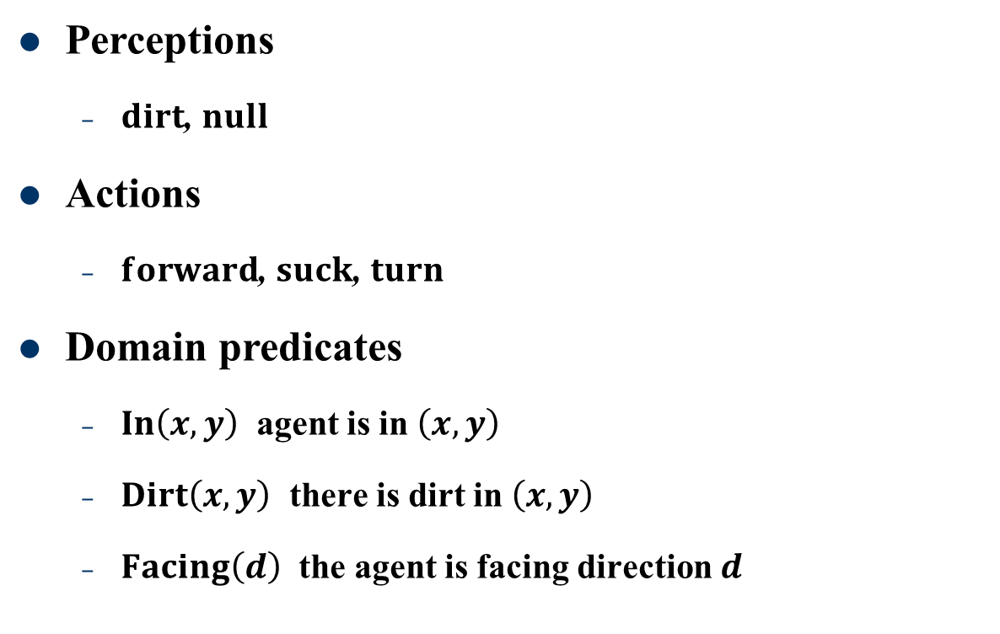 ● Perceptions
– dirt, null
● Actions
– forward, suck, turn
● Domain predicates
– In(x, y) agent is in (x, y)
– Dirt(x, y) there is dirt in (x, y)
– Facing(d) the agent is facing direction d